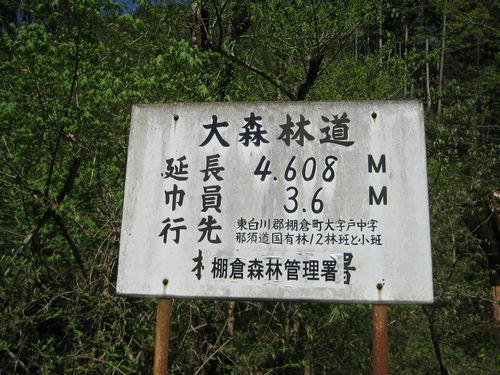 大森林道
延長 4.608 M
巾員 3.6 M
行先 東白川郡棚倉町大字戸中字
那須道国有林12林班と小班
棚倉森林管理署